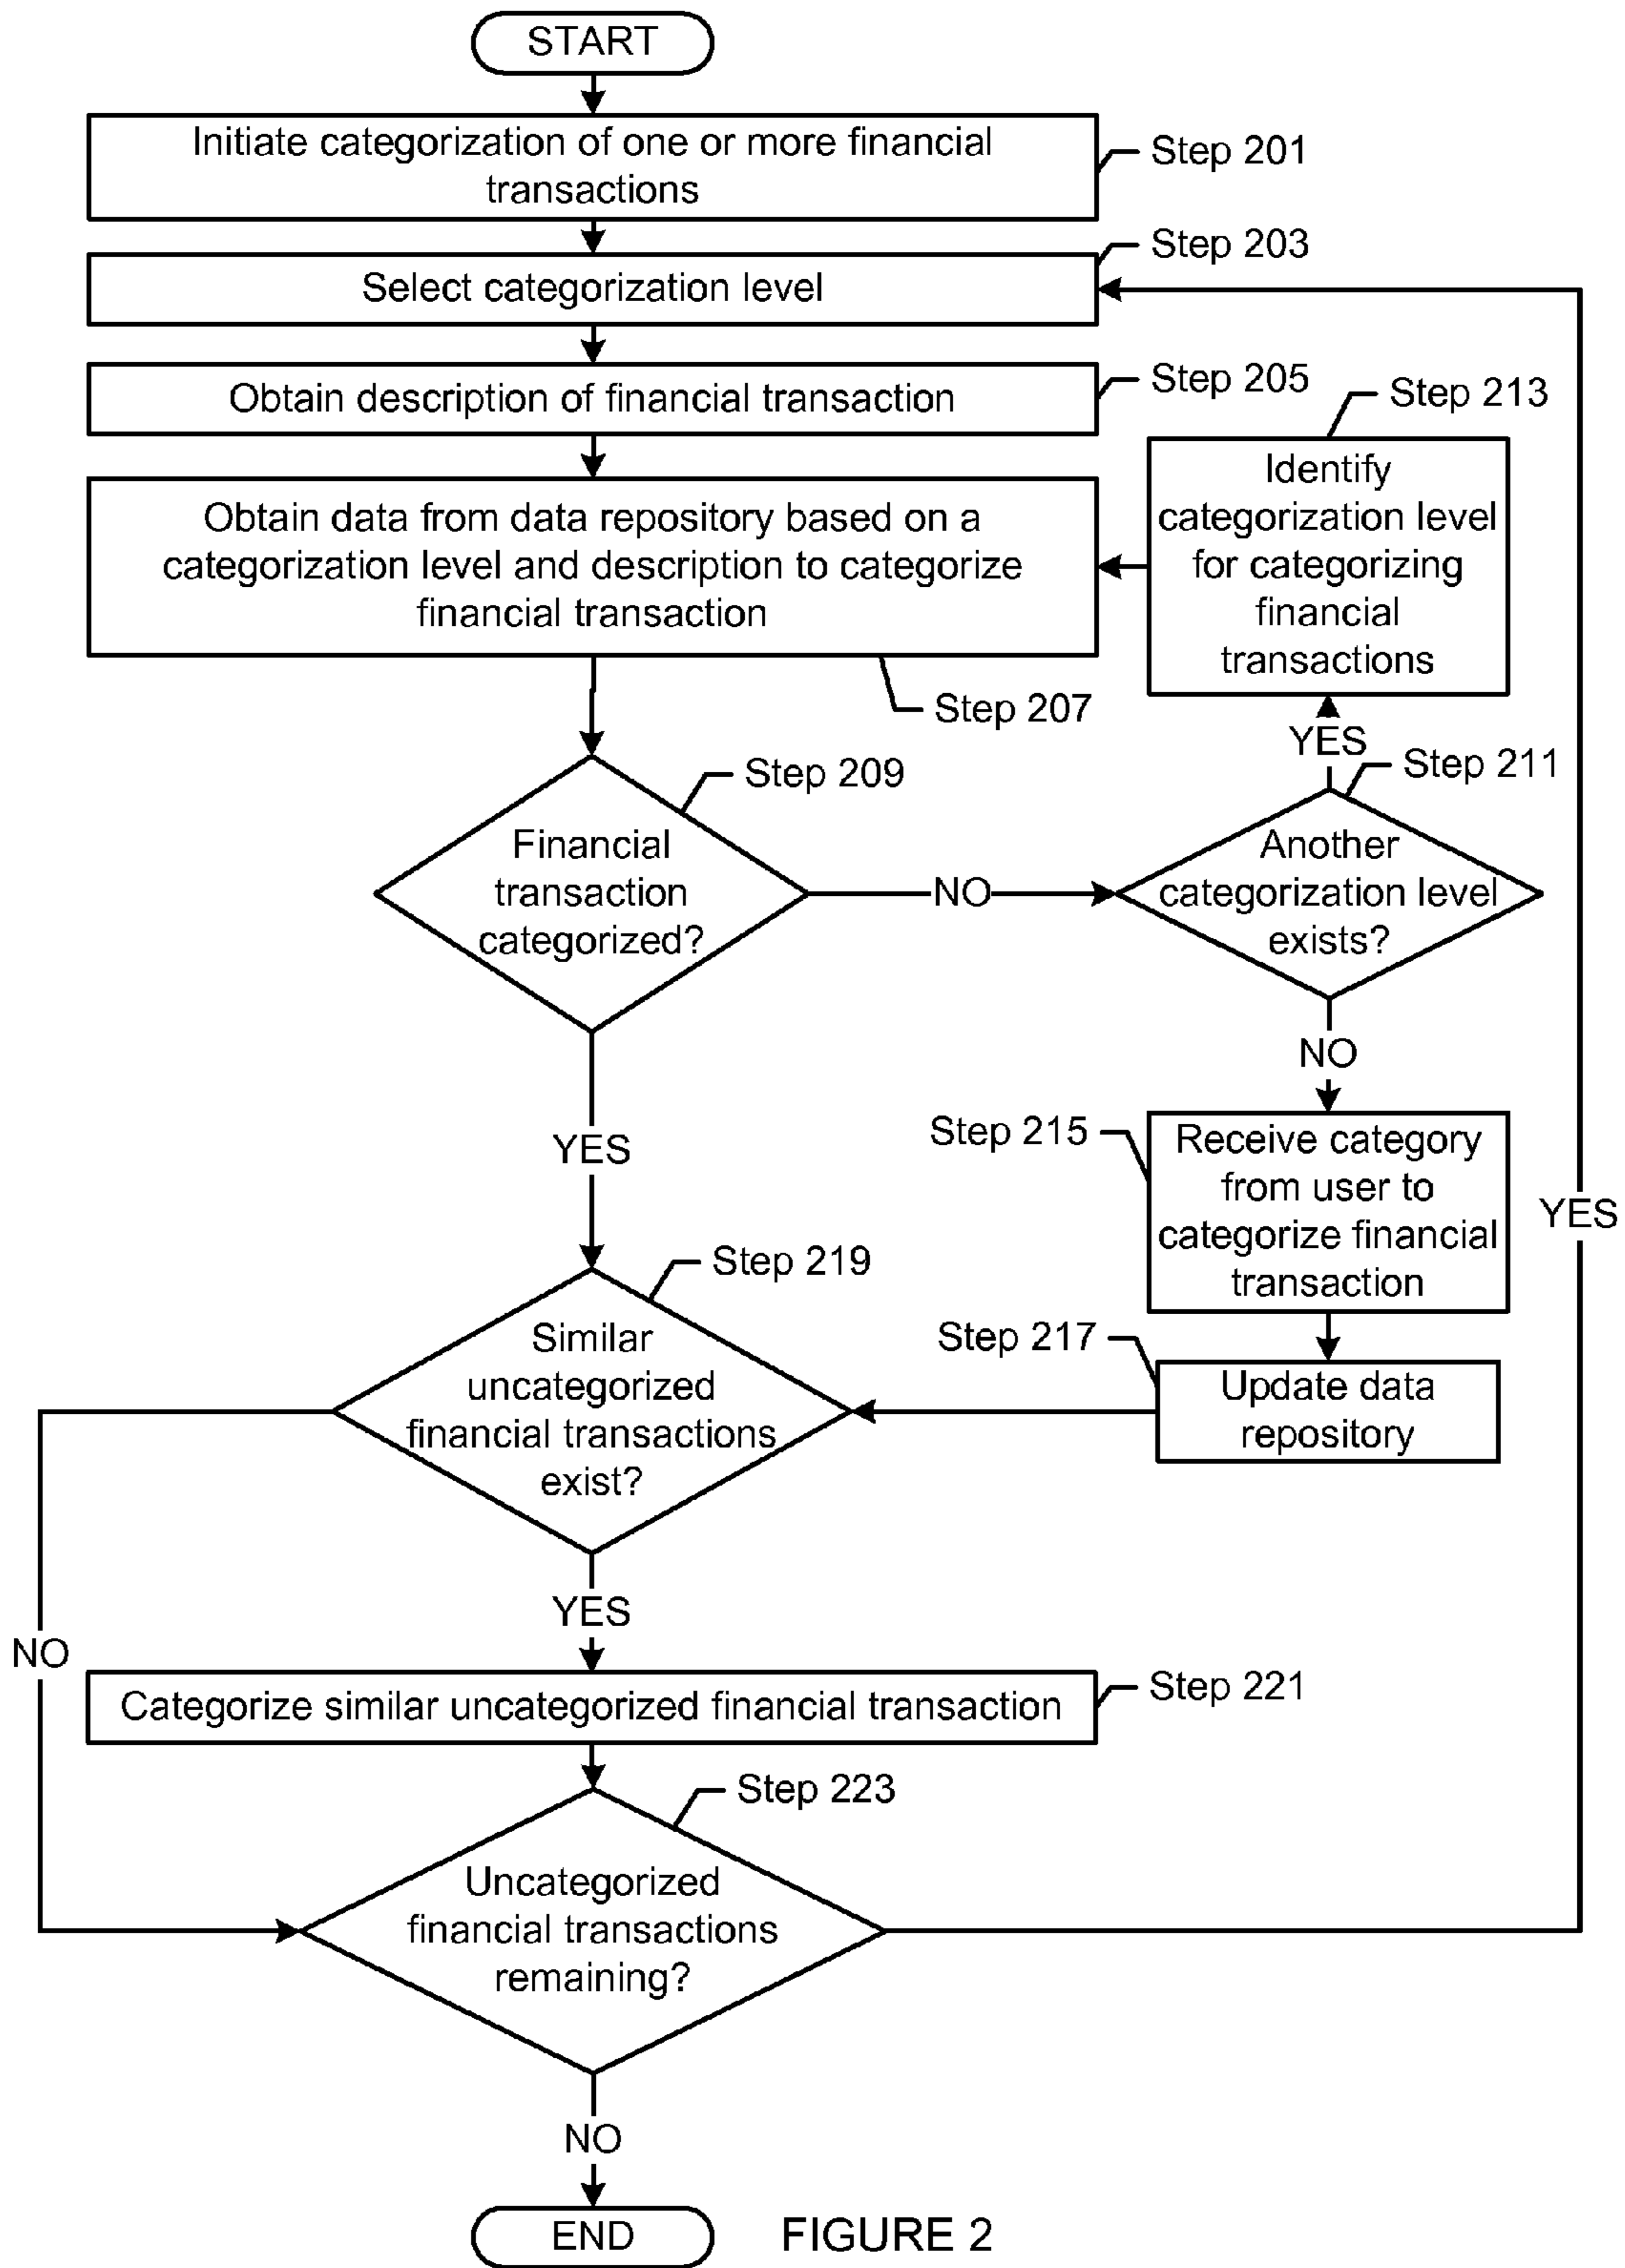 START
Initiate categorization of one or more financial
transactions
Step 201
Step 203
Select categorization level
Step 205
Obtain description of financial transaction
Step 213
Identify
categorization level
for categorizing
financial
transactions
Obtain data from data repository based on a
categorization level and description to categorize
financial transaction
Step 207
YES
Step 209
Step 211
Financial
transaction
categorized?
NO
Another
categorization level
exists?
NO
YES
Step 215
Receive category
from user to
categorize financial
transaction
YES
Step 219
Step 217
Similar
uncategorized
financial transactions
exist?
Update data
repository
YES
NO
Categorize similar uncategorized financial transaction
Step 221
Step 223
Uncategorized
financial transactions
remaining?
NO
END
FIGURE 2